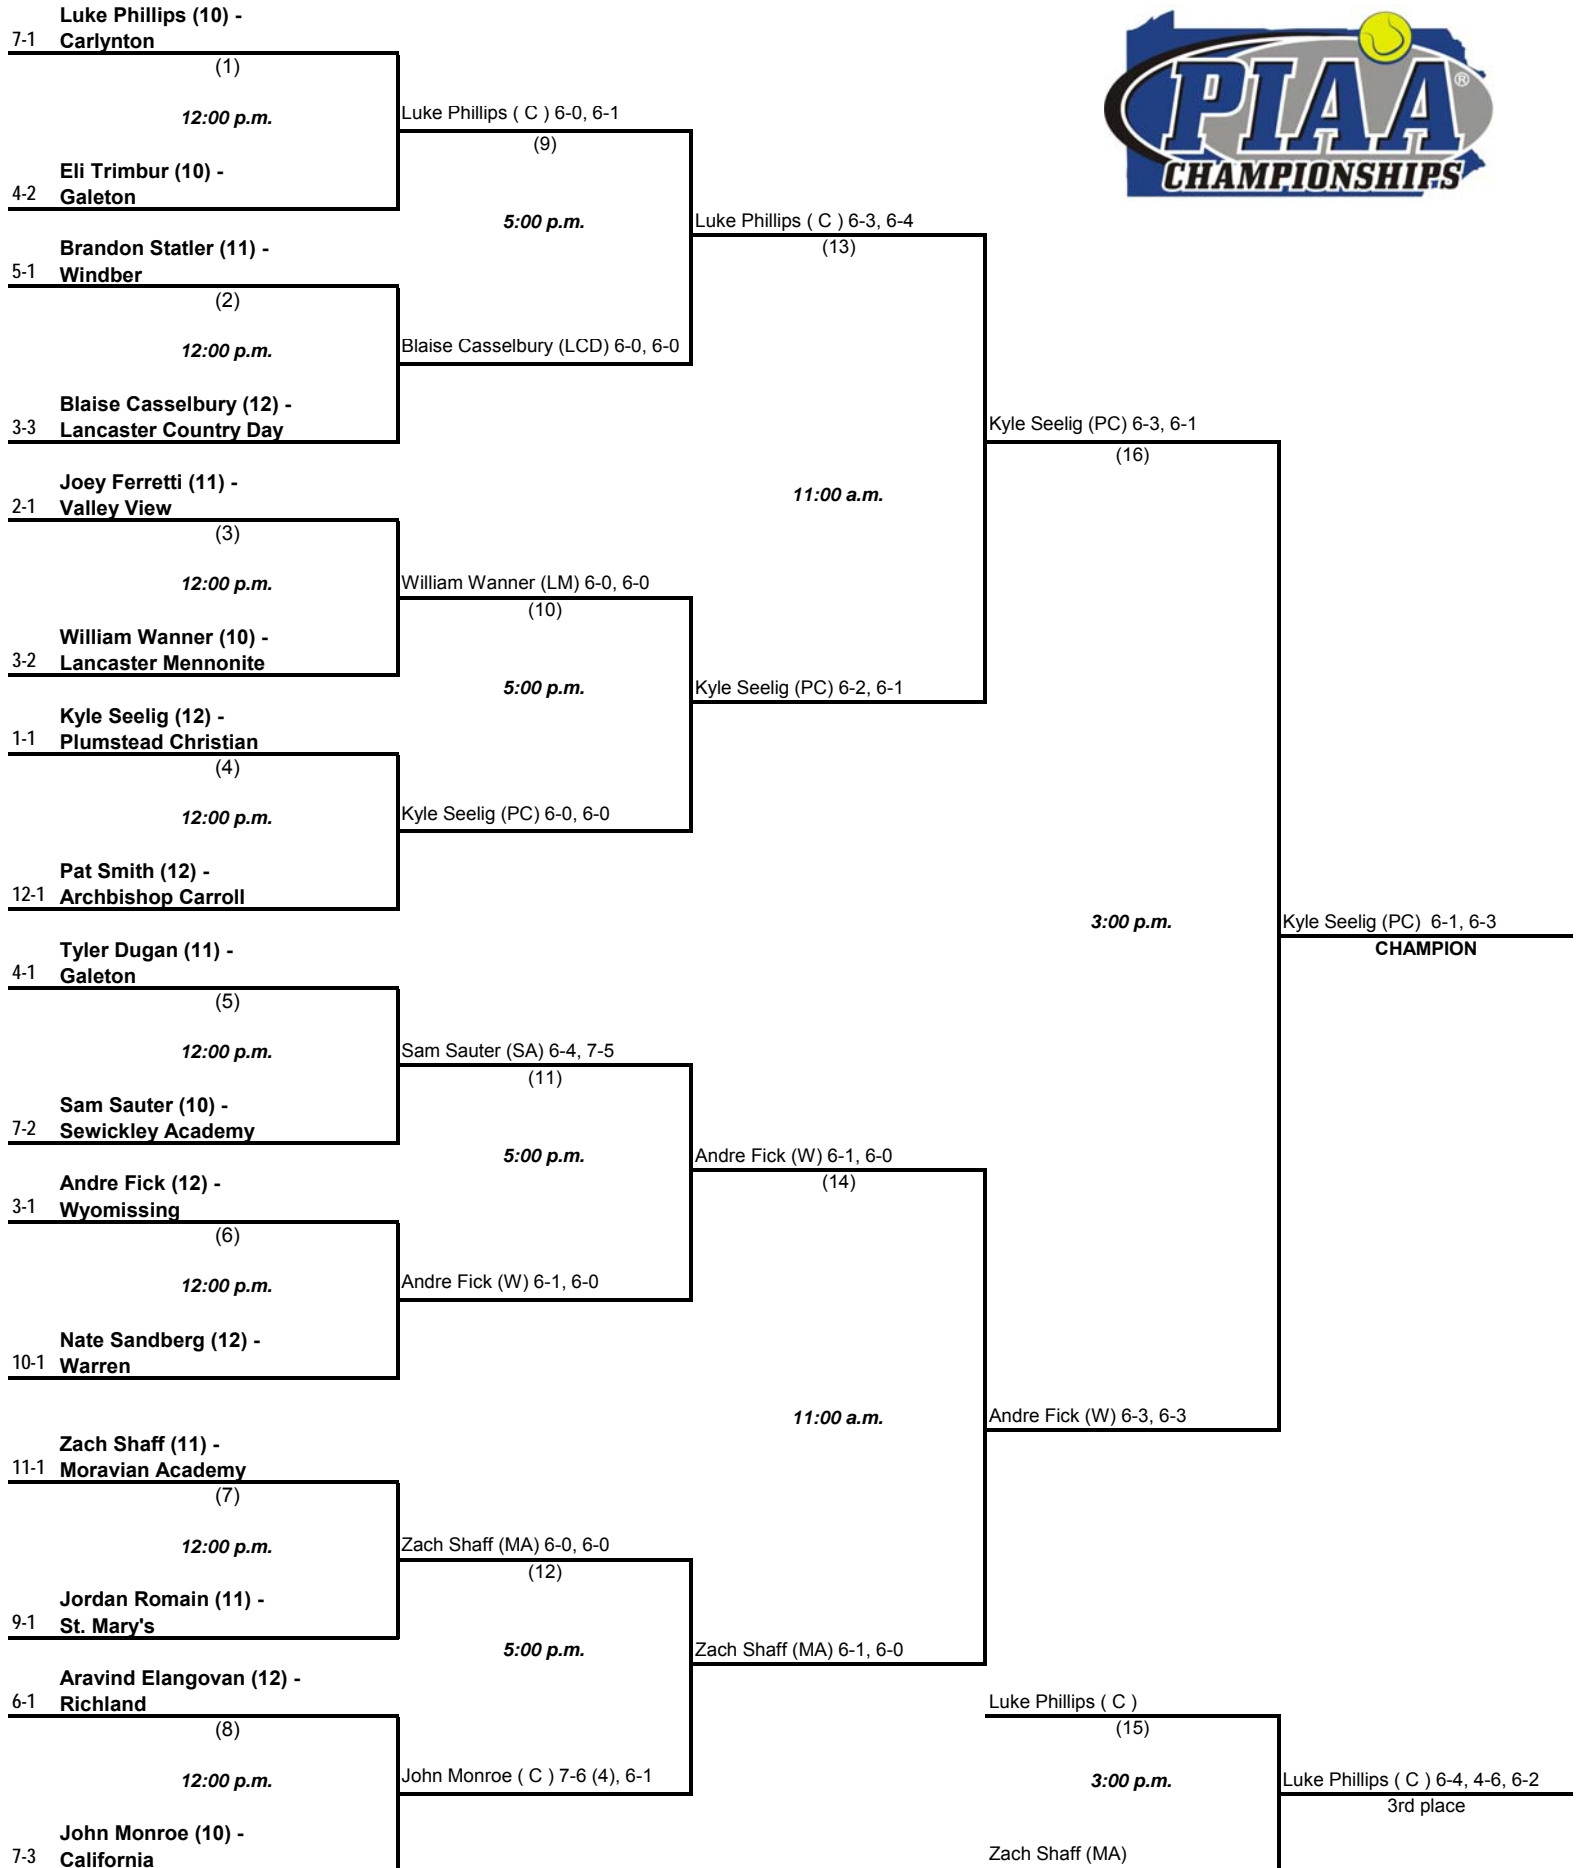 Luke Phillips (10) -
7-1 Carlynton
(1)
12:00 p.m.
Eli Trimbur (10) -
4-2 Galeton
Brandon Statler (11) -
5-1 Windber
(2)
12:00 p.m.
Blaise Casselbury (12) -
3-3 Lancaster Country Day
Joey Ferretti (11) -
2-1 Valley View
(3)
12:00 p.m.
William Wanner (10) -
3-2 Lancaster Mennonite
Kyle Seelig (12) -
1-1 Plumstead Christian
(4)
12:00 p.m.
Pat Smith (12) -
12-1 Archbishop Carroll
Tyler Dugan (11) -
4-1 Galeton
(5)
12:00 p.m.
Sam Sauter (10) -
7-2 Sewickley Academy
Andre Fick (12) -
3-1 Wyomissing
(6)
12:00 p.m.
Nate Sandberg (12) -
10-1 Warren
Zach Shaff (11) -
11-1 Moravian Academy
(7)
12:00 p.m.
Jordan Romain (11) -
9-1 St. Mary's
Aravind Elangovan (12) -
6-1 Richland
(8)
12:00 p.m.
John Monroe (10) -
7-3 California
Luke Phillips ( C ) 6-0, 6-1
(9)
5:00 p.m.
Blaise Casselbury (LCD) 6-0, 6-0
William Wanner (LM) 6-0, 6-0
(10)
5:00 p.m.
Kyle Seelig (PC) 6-0, 6-0
Sam Sauter (SA) 6-4, 7-5
(11)
5:00 p.m.
Andre Fick (W) 6-1, 6-0
Zach Shaff (MA) 6-0, 6-0
(12)
5:00 p.m.
John Monroe ( C ) 7-6 (4), 6-1
Luke Phillips ( C ) 6-3, 6-4
(13)
11:00 a.m.
Kyle Seelig (PC) 6-2, 6-1
Andre Fick (W) 6-1, 6-0
(14)
11:00 a.m.
Zach Shaff (MA) 6-1, 6-0
PIAA®
CHAMPIONSHIPS
Kyle Seelig (PC) 6-3, 6-1
(16)
3:00 p.m.
Andre Fick (W) 6-3, 6-3
Kyle Seelig (PC) 6-1, 6-3
CHAMPION
Luke Phillips ( C )
(15)
3:00 p.m.
Zach Shaff (MA)
Luke Phillips ( C ) 6-4, 4-6, 6-2
3rd place